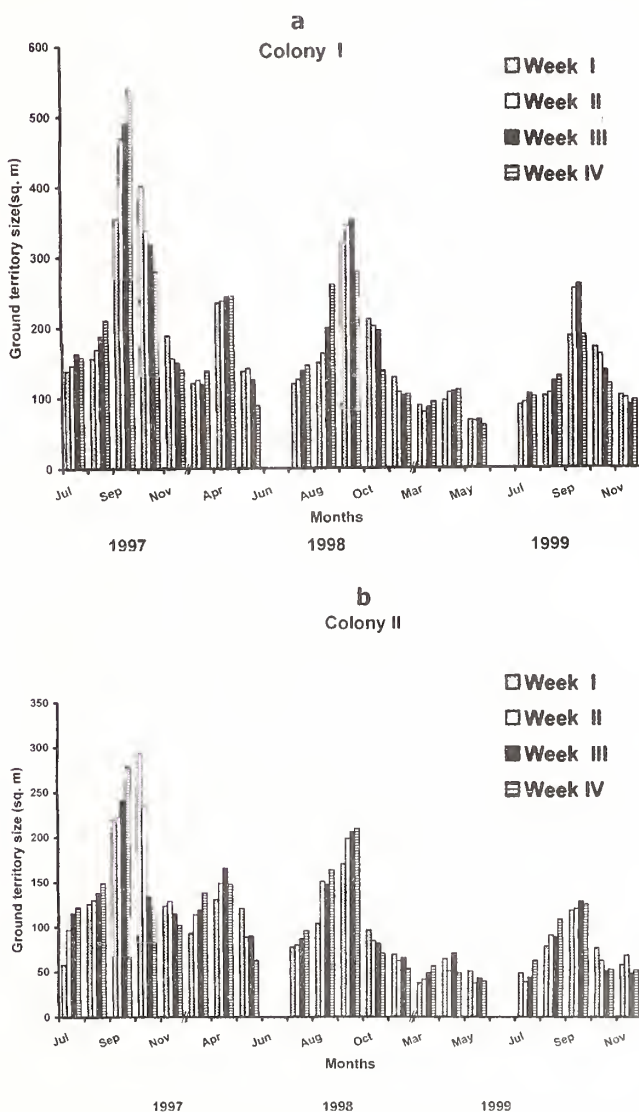 a
Colony I
Week I
Week II
Week III
Week IV
600
500
400
300
200
100
0
Ground territory size(sq. m)
Jul Sep Nov Apr Jun Aug Oct Mar May Jul Sep Nov
Months
1997 1998 1999
b
Colony II
Week I
Week II
Week III
Week IV
350
300
250
200
150
100
50
0
Ground territory size (sq. m)
Jul Sep Nov Apr Jun Aug Oct Mar May Jul Sep Nov
Months
1997 1998 1999